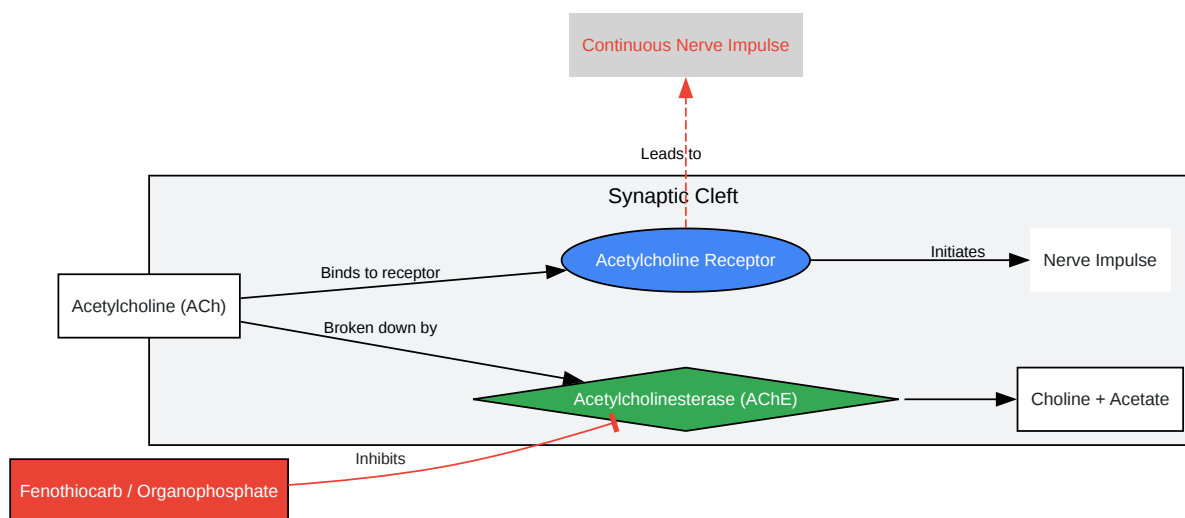 Continuous Nerve Impulse
Leads to
Synaptic Cleft
Acetylcholine Receptor
Initiates
Nerve Impulse
Binds to receptor
Acetylcholine (ACh)
Broken down by
Acetylcholinesterase (AChE)
Choline + Acetate
Inhibits
Fenothiocarb / Organophosphate